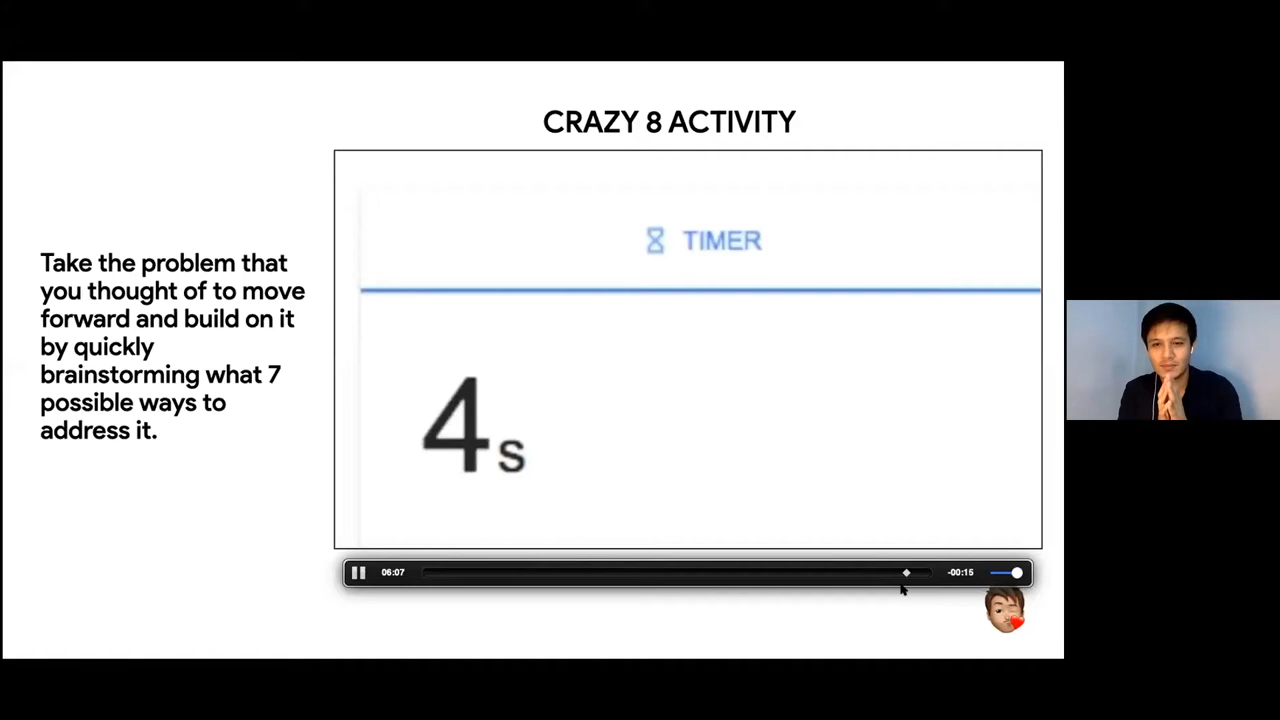 CRAZY 8 ACTIVITY
TIMER
4s
Take the problem that
you thought of to move
forward and build on it
by quickly
brainstorming what 7
possible ways to
address it.
06:07
-00:15